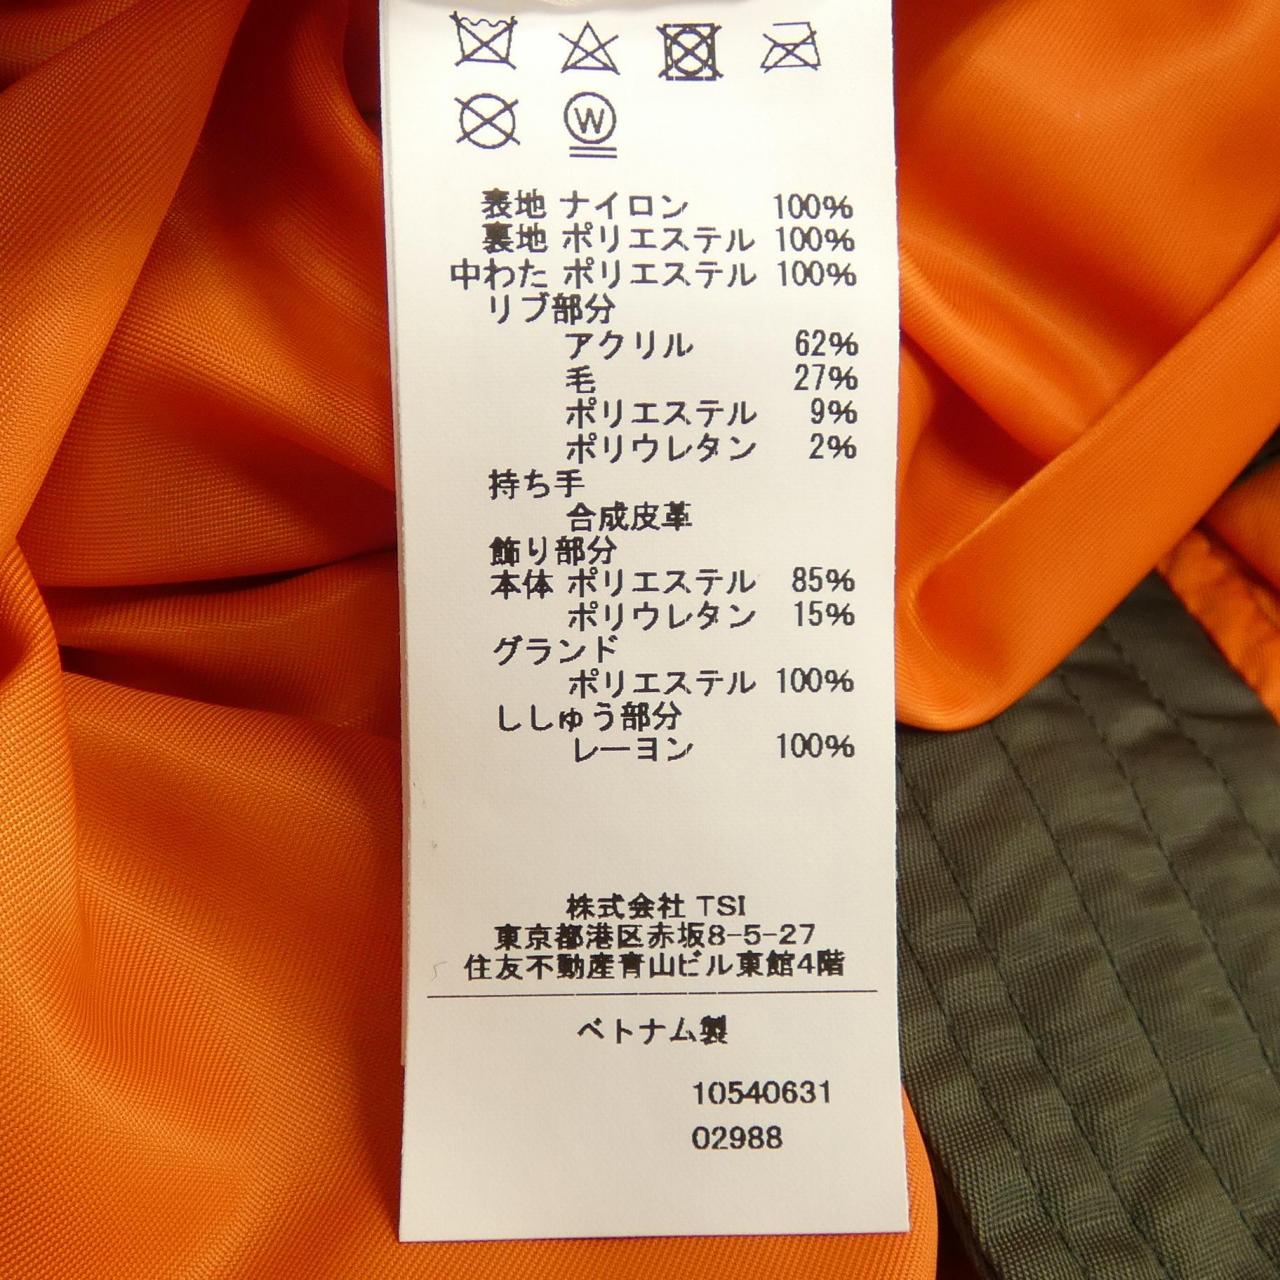 W
表地 ナイロン 100%
裏地 ポリエステル 100%
中わた ポリエステル 100%
リブ部分
アクリル 62%
毛 27%
ポリエステル 9%
ポリウレタン 2%
持ち手
合成皮革
飾り部分
本体 ポリエステル 85%
ポリウレタン 15%
グランド
ポリエステル 100%
ししゅう部分
レーヨン 100%
株式会社 TSI
東京都港区赤坂8-5-27
住友不動産青山ビル東館4階
ベトナム製
10540631
02988